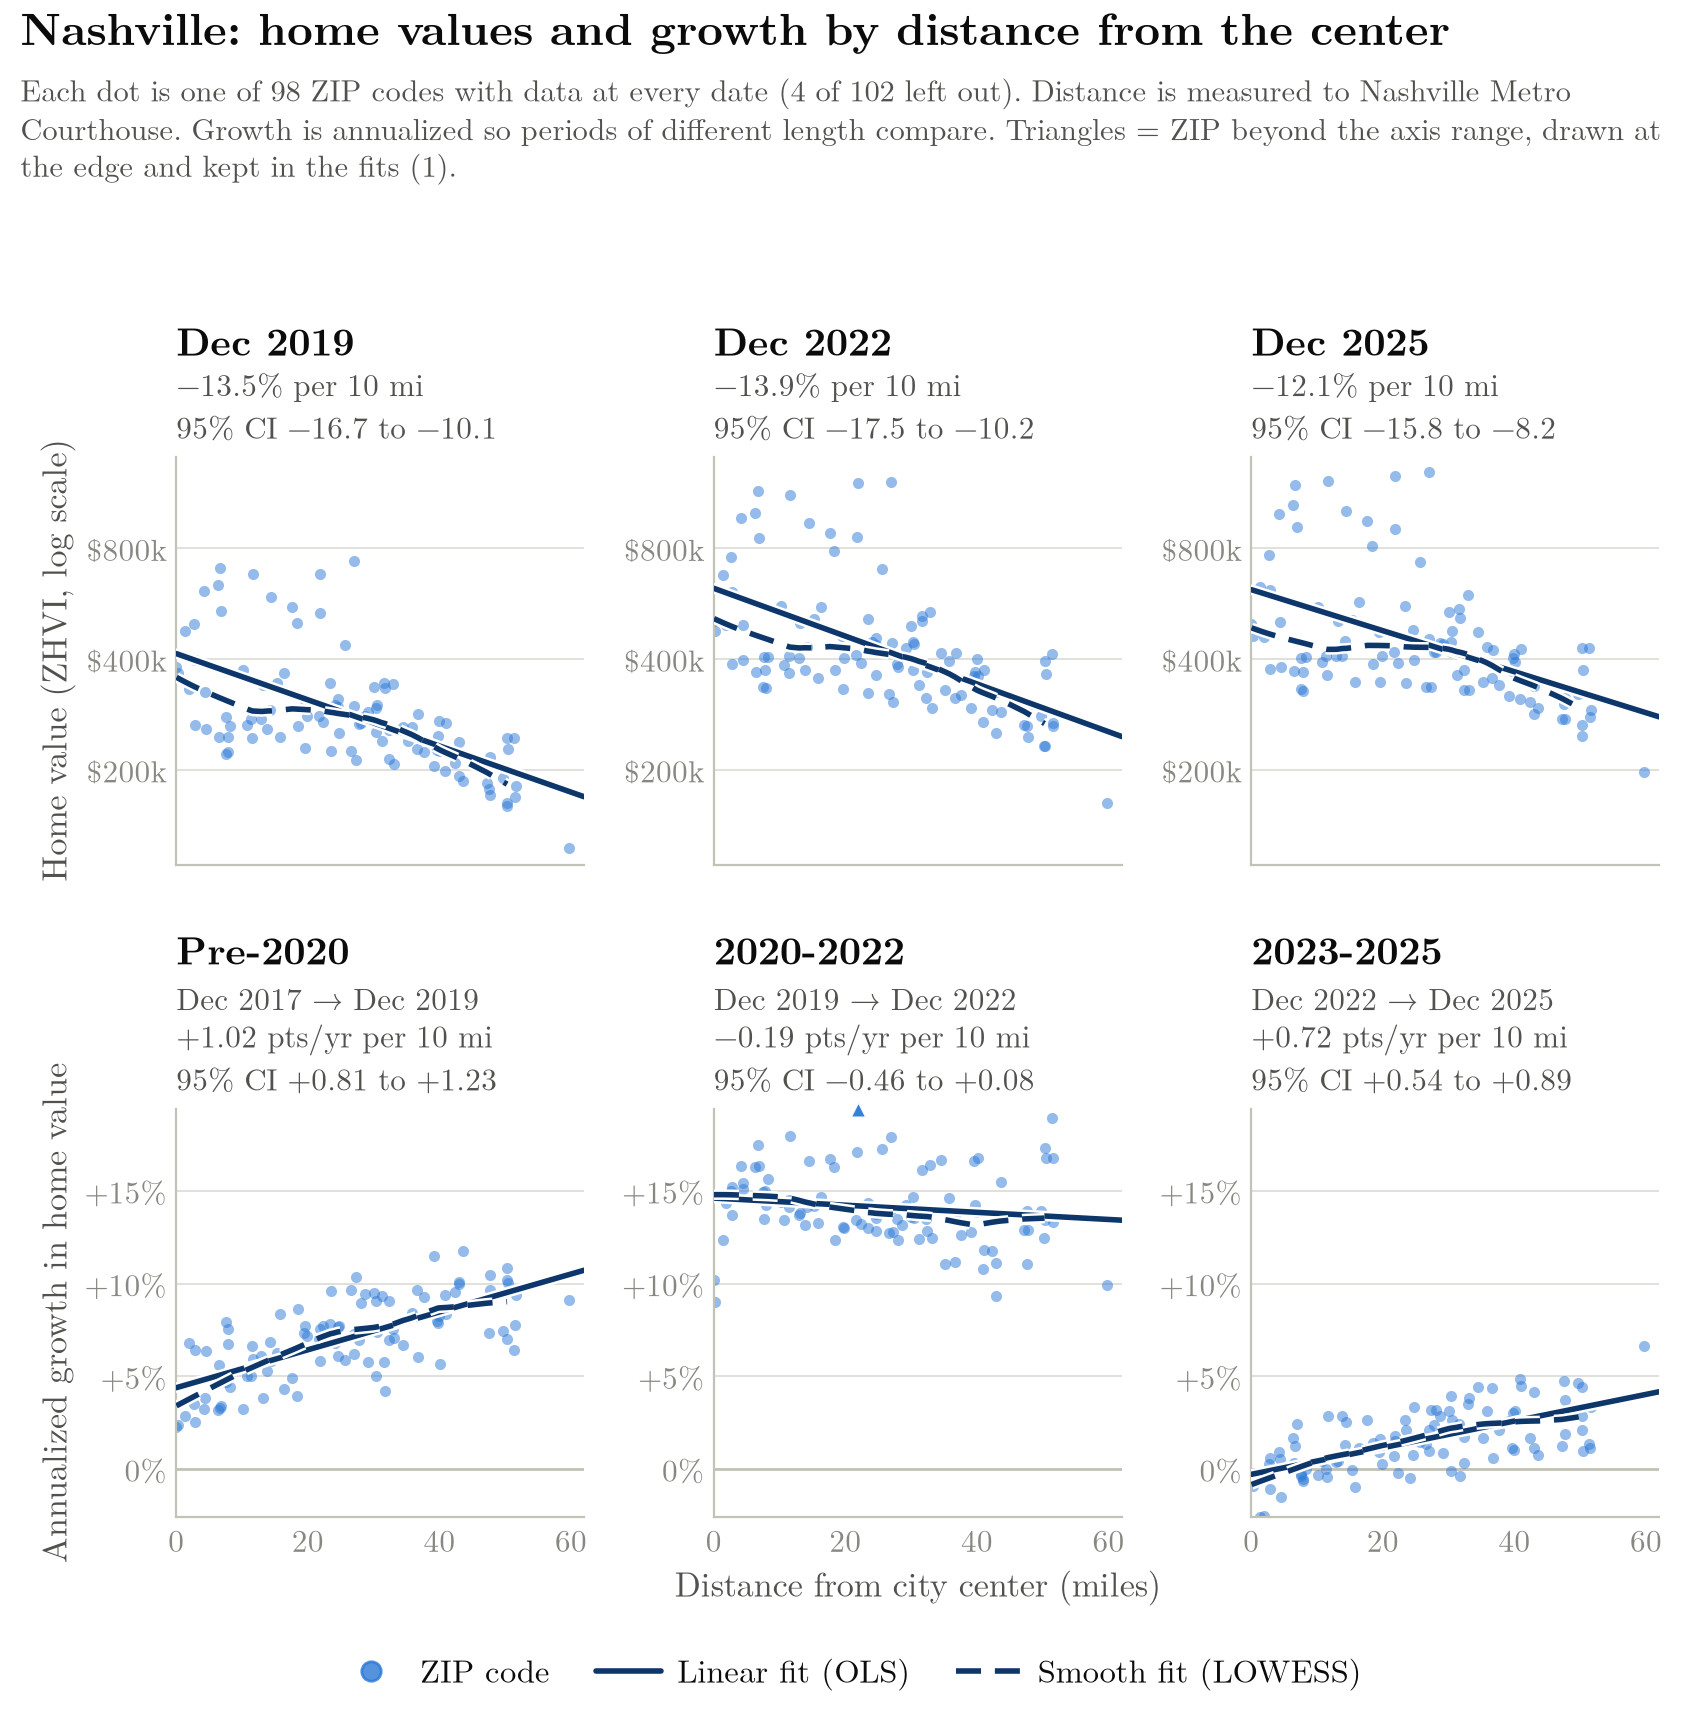 Nashville: home values and growth by distance from the center
Each dot is one of 98 ZIP codes with data at every date (4 of 102 left out). Distance is measured to Nashville Metro
Courthouse. Growth is annualized so periods of different length compare. Triangles = ZIP beyond the axis range, drawn at
the edge and kept in the fits (1).
Dec 2019
−13.5% per 10 mi
95% CI −16.7 to −10.1
Dec 2022
−13.9% per 10 mi
95% CI −17.5 to −10.2
Dec 2025
−12.1% per 10 mi
95% CI −15.8 to −8.2
Home value (ZHVI, log scale)
$800k
$400k
$200k
$800k
$400k
$200k
$800k
$400k
$200k
Pre-2020
Dec 2017 → Dec 2019
+1.02 pts/yr per 10 mi
95% CI +0.81 to +1.23
2020-2022
Dec 2019 → Dec 2022
−0.19 pts/yr per 10 mi
95% CI −0.46 to +0.08
2023-2025
Dec 2022 → Dec 2025
+0.72 pts/yr per 10 mi
95% CI +0.54 to +0.89
Annualized growth in home value
+15%
+10%
+5%
0%
+15%
+10%
+5%
0%
+15%
+10%
+5%
0%
0 20 40 60
0 20 40 60
0 20 40 60
Distance from city center (miles)
ZIP code
Linear fit (OLS)
Smooth fit (LOWESS)